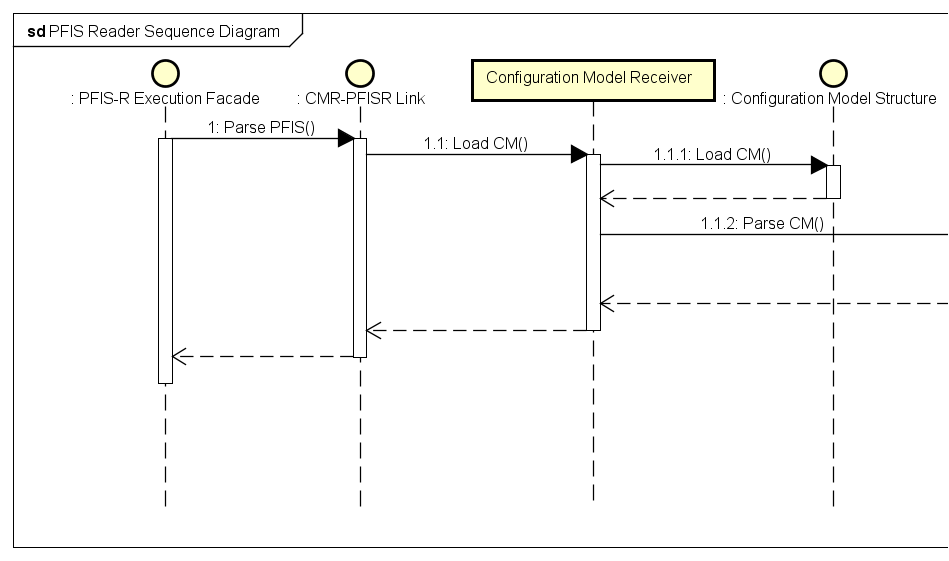 sd PFIS Reader Sequence Diagram
: PFIS-R Execution Facade
: CMR-PFISR Link
Configuration Model Receiver
: Configuration Model Structure
1: Parse PFIS()
1.1: Load CM()
1.1.1: Load CM()
1.1.2: Parse CM()